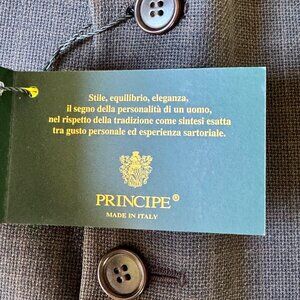 Stile, equilibrio, eleganza,
il segno della personalità di un uomo,
nel rispetto della tradizione come sintesi esatta
tra gusto personale ed esperienza sartoriale.
PRINCIPE®
MADE IN ITALY